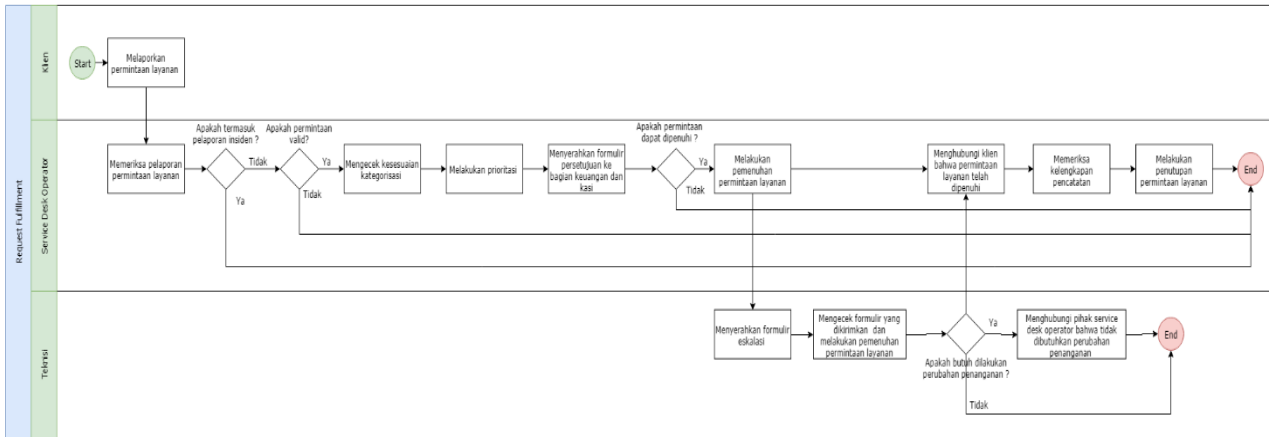 Request Fulfillment
Klien
Start
Melaporkan
permintaan layanan
Service Desk Operator
Memeriksa pelaporan
permintaan layanan
Apakah termasuk
pelaporan insiden ?
Tidak
Ya
Apakah permintaan
valid?
Ya
Tidak
Mengecek kesesuaian
kategorisasi
Melakukan prioritasi
Menyerahkan formulir
persetujuan ke
bagian keuangan dan
kasi
Apakah permintaan
dapat dipenuhi ?
Ya
Tidak
Melakukan
pemenuhan
permintaan layanan
Menghubungi klien
bahwa permintaan
layanan telah
dipenuhi
Memeriksa
kelengkapan
pencatatan
Melakukan
penutupan
permintaan layanan
End
Teknisi
Menyerahkan formulir
eskalasi
Mengecek formulir yang
dikirimkan dan
melakukan pemenuhan
permintaan layanan
Apakah butuh dilakukan
perubahan penanganan ?
Ya
Tidak
Menghubungi pihak service
desk operator bahwa tidak
dibutuhkan perubahan
penanganan
End